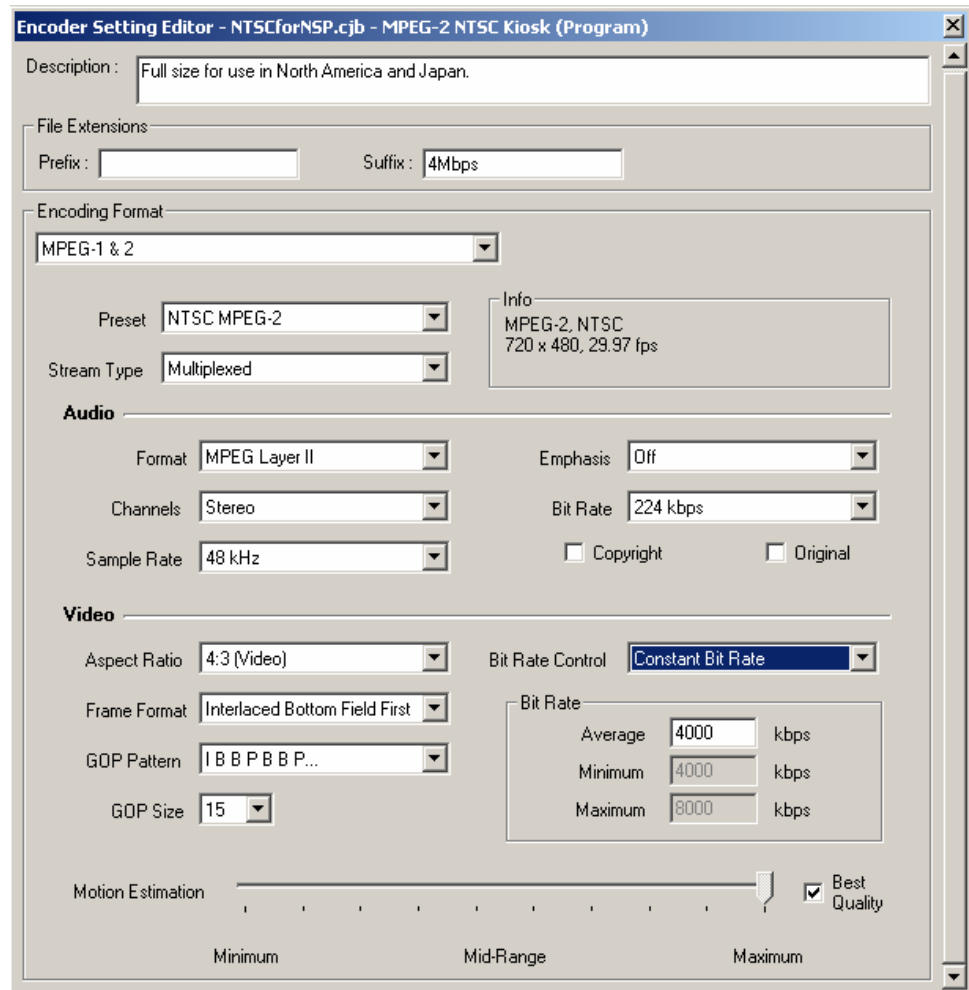 Encoder Setting Editor - NTSCforNSP.cjb - MPEG-2 NTSC Kiosk (Program)
Description : Full size for use in North America and Japan.
File Extensions
Prefix : Suffix : 4Mbps
Encoding Format
MPEG-1 & 2
Preset NTSC MPEG-2
Info
MPEG-2, NTSC
720 x 480, 29.97 fps
Stream Type Multiplexed
Audio
Format MPEG Layer II Emphasis Off
Channels Stereo Bit Rate 224 kbps
Sample Rate 48 kHz Copyright Original
Video
Aspect Ratio 4:3 (Video) Bit Rate Control Constant Bit Rate
Frame Format Interlaced Bottom Field First
Bit Rate
Average 4000 kbps
GOP Pattern I B B P B B P...
Minimum 4000 kbps
GOP Size 15
Maximum 8000 kbps
Motion Estimation
Best
Quality
Minimum Mid-Range Maximum